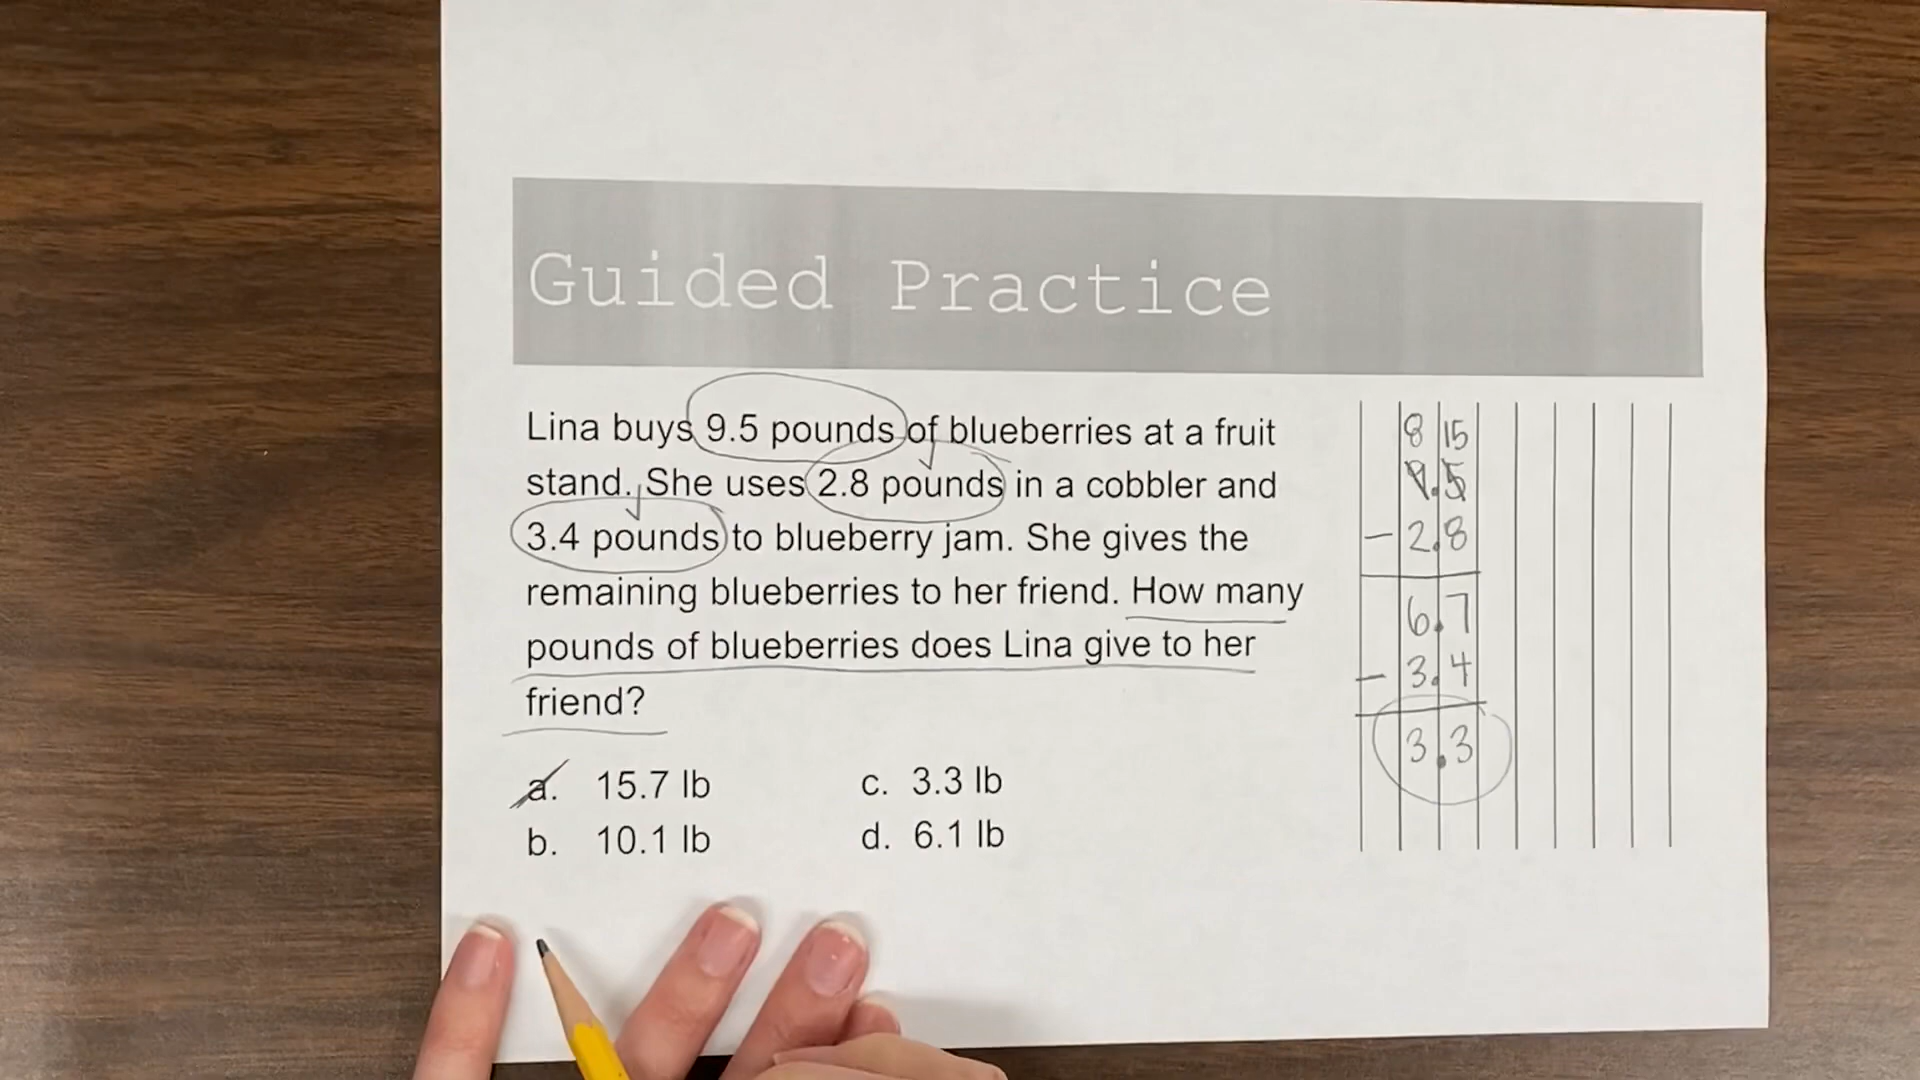 Guided Practice
Lina buys 9.5 pounds of blueberries at a fruit
stand. She uses 2.8 pounds in a cobbler and
3.4 pounds to blueberry jam. She gives the
remaining blueberries to her friend. How many
pounds of blueberries does Lina give to her
friend?
a. 15.7 lb
b. 10.1 lb
c. 3.3 lb
d. 6.1 lb
8 15
9.5
- 2.8
6.7
- 3.4
3.3